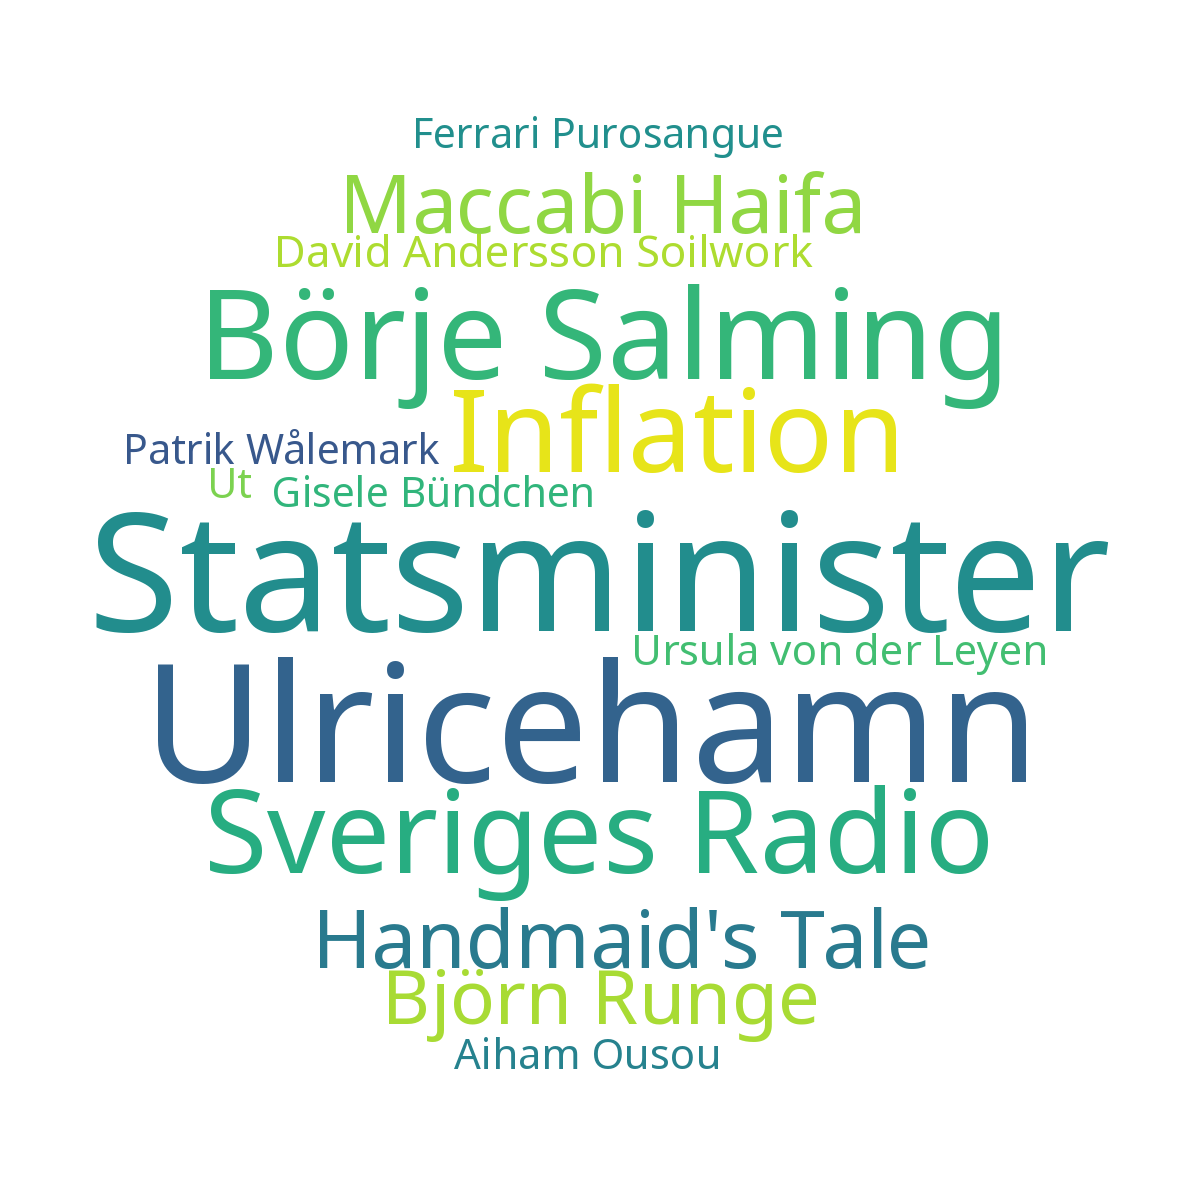 Ferrari Purosangue
Maccabi Haifa
David Andersson Soilwork
Börje Salming
Inflation
Patrik Wålemark
Ut
Gisele Bündchen
Statsminister
Ursula von der Leyen
Ulricehamn
Sveriges Radio
Handmaid's Tale
Björn Runge
Aiham Ousou